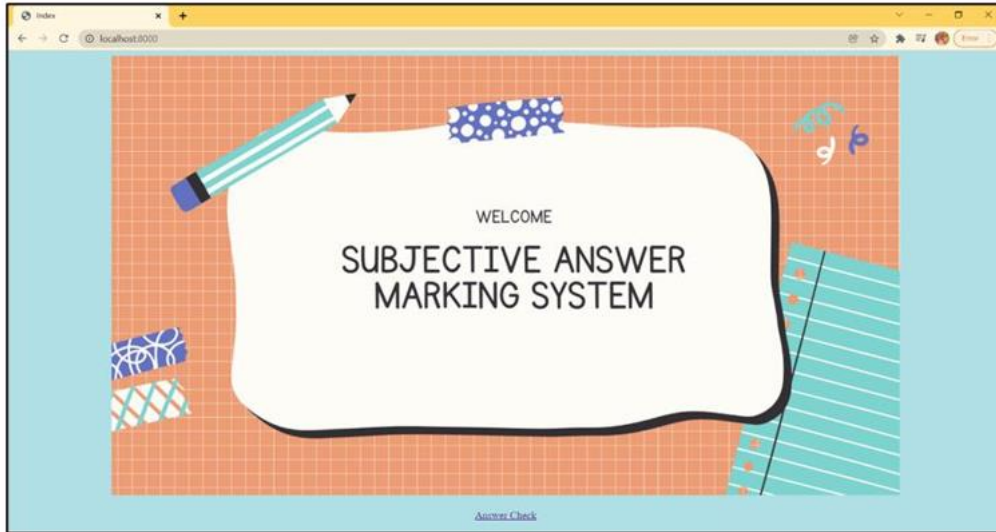 Index
localhost:8000
WELCOME
SUBJECTIVE ANSWER
MARKING SYSTEM
Answer Check